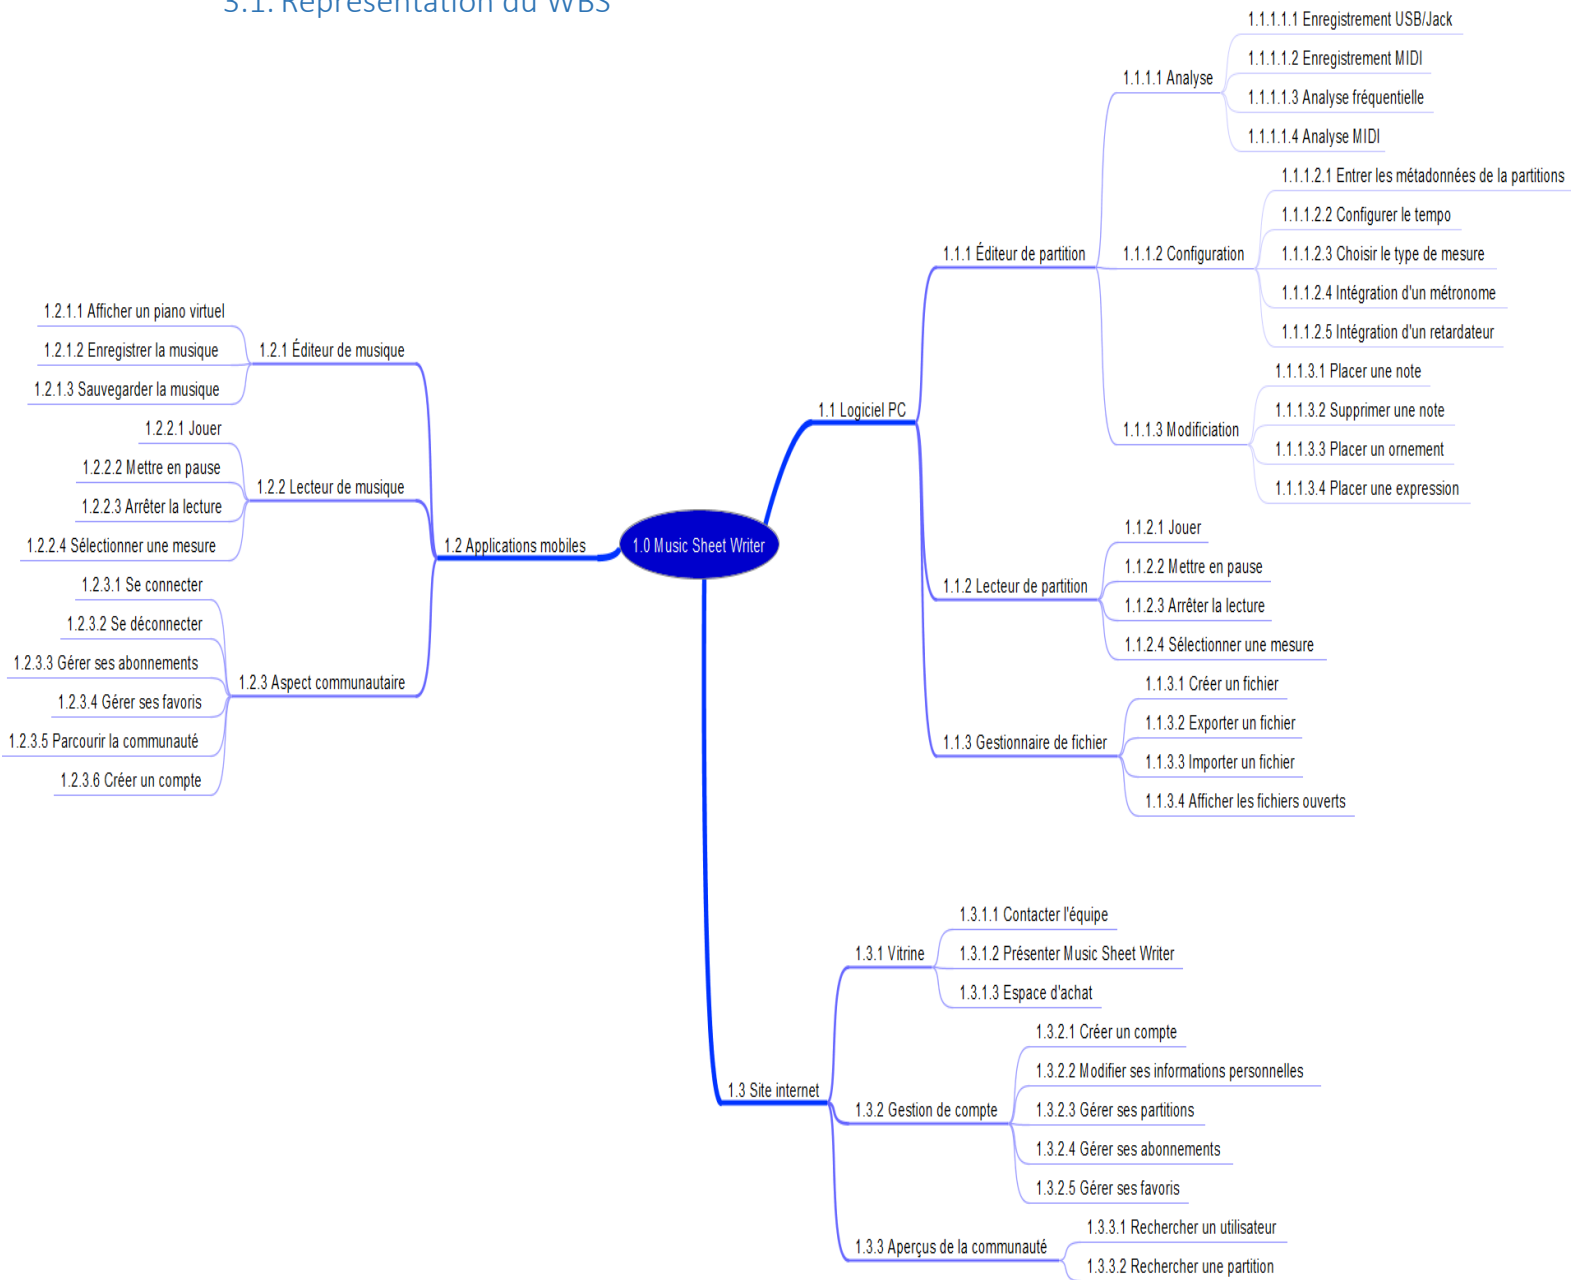 3.1. Représentation du WBS
1.0 Music Sheet Writer
1.1 Logiciel PC
1.1.1 Éditeur de partition
1.1.1.1 Analyse
1.1.1.1.1 Enregistrement USB/Jack
1.1.1.1.2 Enregistrement MIDI
1.1.1.1.3 Analyse fréquentielle
1.1.1.1.4 Analyse MIDI
1.1.1.2 Configuration
1.1.1.2.1 Entrer les métadonnées de la partitions
1.1.1.2.2 Configurer le tempo
1.1.1.2.3 Choisir le type de mesure
1.1.1.2.4 Intégration d'un métronome
1.1.1.2.5 Intégration d'un retardateur
1.1.1.3 Modificiation
1.1.1.3.1 Placer une note
1.1.1.3.2 Supprimer une note
1.1.1.3.3 Placer un ornement
1.1.1.3.4 Placer une expression
1.1.2 Lecteur de partition
1.1.2.1 Jouer
1.1.2.2 Mettre en pause
1.1.2.3 Arrêter la lecture
1.1.2.4 Sélectionner une mesure
1.1.3 Gestionnaire de fichier
1.1.3.1 Créer un fichier
1.1.3.2 Exporter un fichier
1.1.3.3 Importer un fichier
1.1.3.4 Afficher les fichiers ouverts
1.2 Applications mobiles
1.2.1 Éditeur de musique
1.2.1.1 Afficher un piano virtuel
1.2.1.2 Enregistrer la musique
1.2.1.3 Sauvegarder la musique
1.2.2 Lecteur de musique
1.2.2.1 Jouer
1.2.2.2 Mettre en pause
1.2.2.3 Arrêter la lecture
1.2.2.4 Sélectionner une mesure
1.2.3 Aspect communautaire
1.2.3.1 Se connecter
1.2.3.2 Se déconnecter
1.2.3.3 Gérer ses abonnements
1.2.3.4 Gérer ses favoris
1.2.3.5 Parcourir la communauté
1.2.3.6 Créer un compte
1.3 Site internet
1.3.1 Vitrine
1.3.1.1 Contacter l'équipe
1.3.1.2 Présenter Music Sheet Writer
1.3.1.3 Espace d'achat
1.3.2 Gestion de compte
1.3.2.1 Créer un compte
1.3.2.2 Modifier ses informations personnelles
1.3.2.3 Gérer ses partitions
1.3.2.4 Gérer ses abonnements
1.3.2.5 Gérer ses favoris
1.3.3 Aperçus de la communauté
1.3.3.1 Rechercher un utilisateur
1.3.3.2 Rechercher une partition